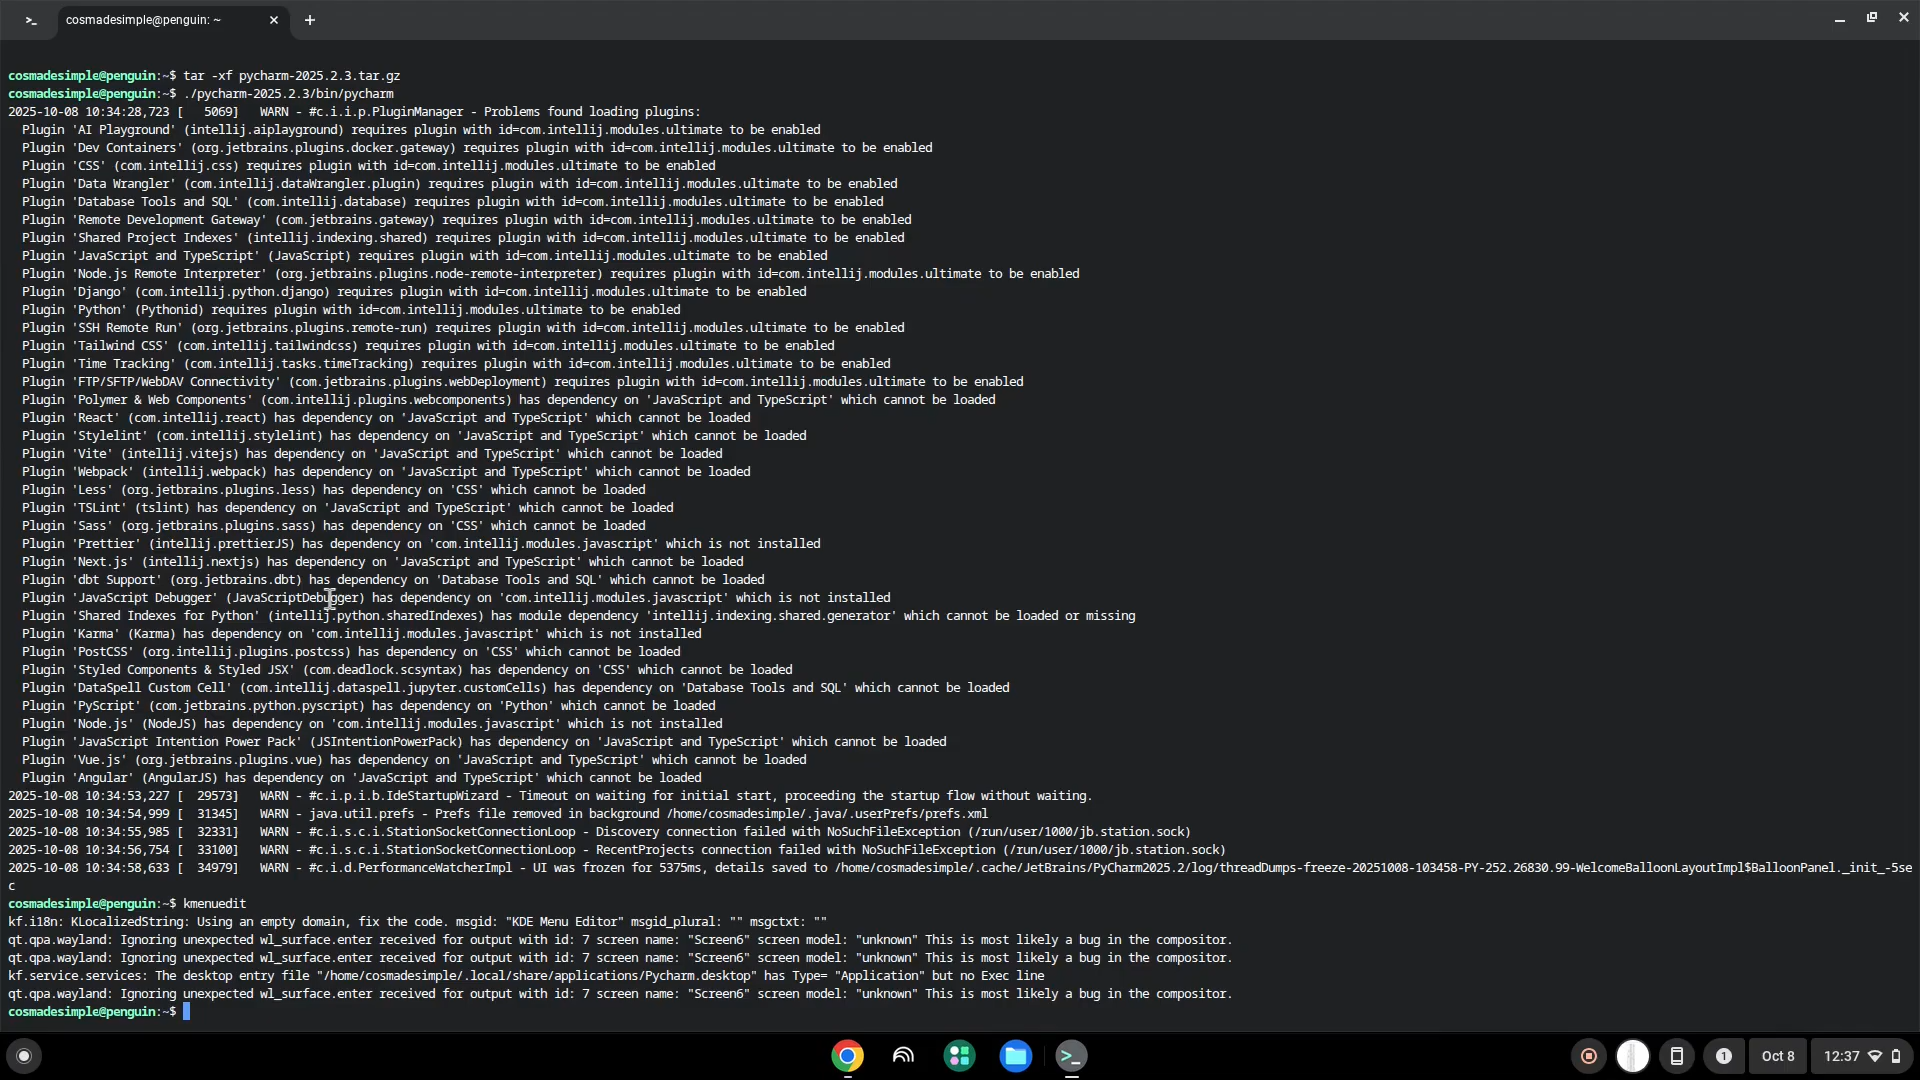 cosmadesimple@penguin: ~
cosmadesimple@penguin:~$ tar -xf pycharm-2025.2.3.tar.gz
cosmadesimple@penguin:~$ ./pycharm-2025.2.3/bin/pycharm
2025-10-08 10:34:28,723 [   5069]   WARN - #c.i.i.p.PluginManager - Problems found loading plugins:
  Plugin 'AI Playground' (intellij.aiplayground) requires plugin with id=com.intellij.modules.ultimate to be enabled
  Plugin 'Dev Containers' (org.jetbrains.plugins.docker.gateway) requires plugin with id=com.intellij.modules.ultimate to be enabled
  Plugin 'CSS' (com.intellij.css) requires plugin with id=com.intellij.modules.ultimate to be enabled
  Plugin 'Data Wrangler' (com.intellij.dataWrangler.plugin) requires plugin with id=com.intellij.modules.ultimate to be enabled
  Plugin 'Database Tools and SQL' (com.intellij.database) requires plugin with id=com.intellij.modules.ultimate to be enabled
  Plugin 'Remote Development Gateway' (com.jetbrains.gateway) requires plugin with id=com.intellij.modules.ultimate to be enabled
  Plugin 'Shared Project Indexes' (intellij.indexing.shared) requires plugin with id=com.intellij.modules.ultimate to be enabled
  Plugin 'JavaScript and TypeScript' (JavaScript) requires plugin with id=com.intellij.modules.ultimate to be enabled
  Plugin 'Node.js Remote Interpreter' (org.jetbrains.plugins.node-remote-interpreter) requires plugin with id=com.intellij.modules.ultimate to be enabled
  Plugin 'Django' (com.intellij.python.django) requires plugin with id=com.intellij.modules.ultimate to be enabled
  Plugin 'Python' (Pythonid) requires plugin with id=com.intellij.modules.ultimate to be enabled
  Plugin 'SSH Remote Run' (org.jetbrains.plugins.remote-run) requires plugin with id=com.intellij.modules.ultimate to be enabled
  Plugin 'Tailwind CSS' (com.intellij.tailwindcss) requires plugin with id=com.intellij.modules.ultimate to be enabled
  Plugin 'Time Tracking' (com.intellij.tasks.timeTracking) requires plugin with id=com.intellij.modules.ultimate to be enabled
  Plugin 'FTP/SFTP/WebDAV Connectivity' (com.jetbrains.plugins.webDeployment) requires plugin with id=com.intellij.modules.ultimate to be enabled
  Plugin 'Polymer & Web Components' (com.intellij.plugins.webcomponents) has dependency on 'JavaScript and TypeScript' which cannot be loaded
  Plugin 'React' (com.intellij.react) has dependency on 'JavaScript and TypeScript' which cannot be loaded
  Plugin 'Stylelint' (com.intellij.stylelint) has dependency on 'JavaScript and TypeScript' which cannot be loaded
  Plugin 'Vite' (intellij.vitejs) has dependency on 'JavaScript and TypeScript' which cannot be loaded
  Plugin 'Webpack' (intellij.webpack) has dependency on 'JavaScript and TypeScript' which cannot be loaded
  Plugin 'Less' (org.jetbrains.plugins.less) has dependency on 'CSS' which cannot be loaded
  Plugin 'TSLint' (tslint) has dependency on 'JavaScript and TypeScript' which cannot be loaded
  Plugin 'Sass' (org.jetbrains.plugins.sass) has dependency on 'CSS' which cannot be loaded
  Plugin 'Prettier' (intellij.prettierJS) has dependency on 'com.intellij.modules.javascript' which is not installed
  Plugin 'Next.js' (intellij.nextjs) has dependency on 'JavaScript and TypeScript' which cannot be loaded
  Plugin 'dbt Support' (org.jetbrains.dbt) has dependency on 'Database Tools and SQL' which cannot be loaded
  Plugin 'JavaScript Debugger' (JavaScriptDebugger) has dependency on 'com.intellij.modules.javascript' which is not installed
  Plugin 'Shared Indexes for Python' (intellij.python.sharedIndexes) has module dependency 'intellij.indexing.shared.generator' which cannot be loaded or missing
  Plugin 'Karma' (Karma) has dependency on 'com.intellij.modules.javascript' which is not installed
  Plugin 'PostCSS' (org.intellij.plugins.postcss) has dependency on 'CSS' which cannot be loaded
  Plugin 'Styled Components & Styled JSX' (com.deadlock.scsyntax) has dependency on 'CSS' which cannot be loaded
  Plugin 'DataSpell Custom Cell' (com.intellij.dataspell.jupyter.customCells) has dependency on 'Database Tools and SQL' which cannot be loaded
  Plugin 'PyScript' (com.jetbrains.python.pyscript) has dependency on 'Python' which cannot be loaded
  Plugin 'Node.js' (NodeJS) has dependency on 'com.intellij.modules.javascript' which is not installed
  Plugin 'JavaScript Intention Power Pack' (JSIntentionPowerPack) has dependency on 'JavaScript and TypeScript' which cannot be loaded
  Plugin 'Vue.js' (org.jetbrains.plugins.vue) has dependency on 'JavaScript and TypeScript' which cannot be loaded
  Plugin 'Angular' (AngularJS) has dependency on 'JavaScript and TypeScript' which cannot be loaded
2025-10-08 10:34:53,227 [  29573]   WARN - #c.i.p.i.b.IdeStartupWizard - Timeout on waiting for initial start, proceeding the startup flow without waiting.
2025-10-08 10:34:54,999 [  31345]   WARN - java.util.prefs - Prefs file removed in background /home/cosmadesimple/.java/.userPrefs/prefs.xml
2025-10-08 10:34:55,985 [  32331]   WARN - #c.i.s.c.i.StationSocketConnectionLoop - Discovery connection failed with NoSuchFileException (/run/user/1000/jb.station.sock)
2025-10-08 10:34:56,754 [  33100]   WARN - #c.i.s.c.i.StationSocketConnectionLoop - RecentProjects connection failed with NoSuchFileException (/run/user/1000/jb.station.sock)
2025-10-08 10:34:58,633 [  34979]   WARN - #c.i.d.PerformanceWatcherImpl - UI was frozen for 5375ms, details saved to /home/cosmadesimple/.cache/JetBrains/PyCharm2025.2/log/threadDumps-freeze-20251008-103458-PY-252.26830.99-WelcomeBalloonLayoutImpl$BalloonPanel._init_-5se
c
cosmadesimple@penguin:~$ kmenuedit
kf.i18n: KLocalizedString: Using an empty domain, fix the code. msgid: "KDE Menu Editor" msgid_plural: "" msgctxt: ""
qt.qpa.wayland: Ignoring unexpected wl_surface.enter received for output with id: 7 screen name: "Screen6" screen model: "unknown" This is most likely a bug in the compositor.
qt.qpa.wayland: Ignoring unexpected wl_surface.enter received for output with id: 7 screen name: "Screen6" screen model: "unknown" This is most likely a bug in the compositor.
kf.service.services: The desktop entry file "/home/cosmadesimple/.local/share/applications/Pycharm.desktop" has Type= "Application" but no Exec line
qt.qpa.wayland: Ignoring unexpected wl_surface.enter received for output with id: 7 screen name: "Screen6" screen model: "unknown" This is most likely a bug in the compositor.
cosmadesimple@penguin:~$
1 Oct 8 12:37